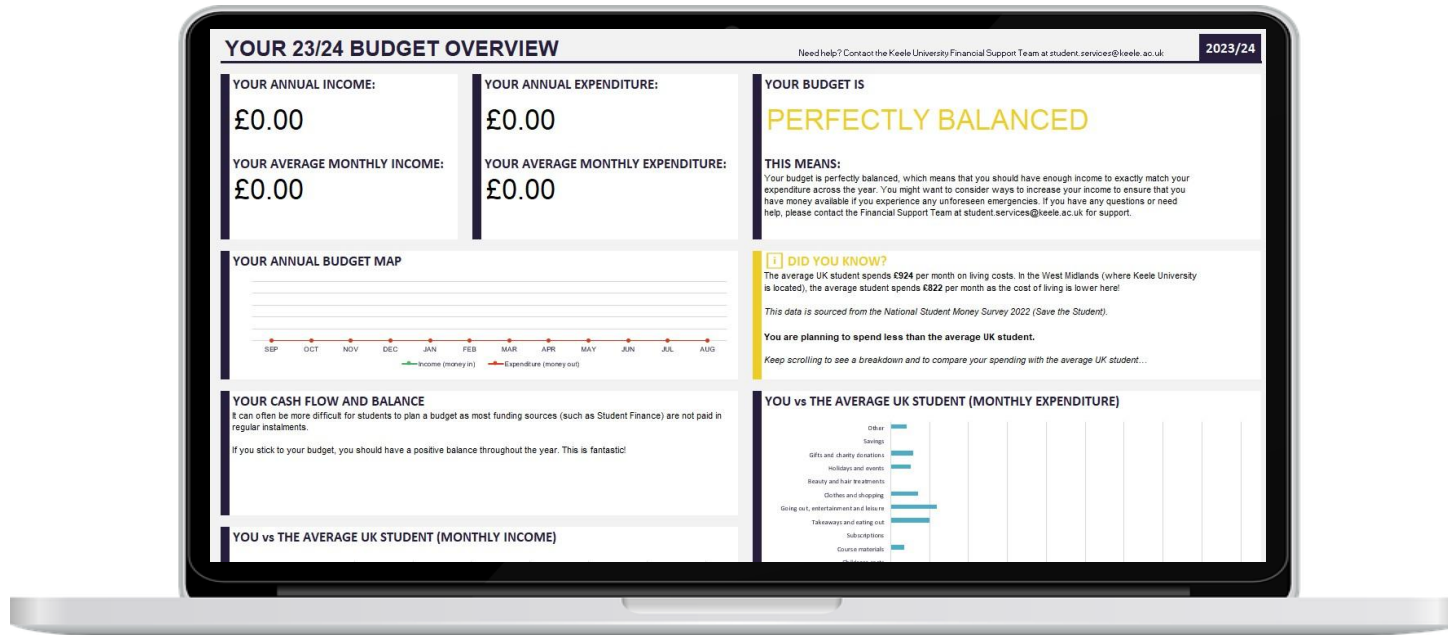 YOUR 23/24 BUDGET OVERVIEW
Need help? Contact the Keele University Financial Support Team at student.services@keele.ac.uk
2023/24
YOUR ANNUAL INCOME:
£0.00
YOUR AVERAGE MONTHLY INCOME:
£0.00
YOUR ANNUAL EXPENDITURE:
£0.00
YOUR AVERAGE MONTHLY EXPENDITURE:
£0.00
YOUR BUDGET IS
PERFECTLY BALANCED
THIS MEANS:
Your budget is perfectly balanced, which means that you should have enough income to exactly match your
expenditure across the year. You might want to consider ways to increase your income to ensure that you
have money available if you experience any unforeseen emergencies. If you have any questions or need
help, please contact the Financial Support Team at student.services@keele.ac.uk for support.
YOUR ANNUAL BUDGET MAP
SEP OCT NOV DEC JAN FEB MAR APR MAY JUN JUL AUG
Income (money in) Expenditure (money out)
i DID YOU KNOW?
The average UK student spends £924 per month on living costs. In the West Midlands (where Keele University
is located), the average student spends £822 per month as the cost of living is lower here!
This data is sourced from the National Student Money Survey 2022 (Save the Student).
You are planning to spend less than the average UK student.
Keep scrolling to see a breakdown and to compare your spending with the average UK student...
YOUR CASH FLOW AND BALANCE
It can often be more difficult for students to plan a budget as most funding sources (such as Student Finance) are not paid in
regular instalments.
If you stick to your budget, you should have a positive balance throughout the year. This is fantastic!
YOU vs THE AVERAGE UK STUDENT (MONTHLY INCOME)
YOU vs THE AVERAGE UK STUDENT (MONTHLY EXPENDITURE)
Other
Savings
Gifts and charity donations
Holidays and events
Beauty and hair treatments
Clothes and shopping
Going out, entertainment and leisure
Takeaways and eating out
Subscriptions
Course materials